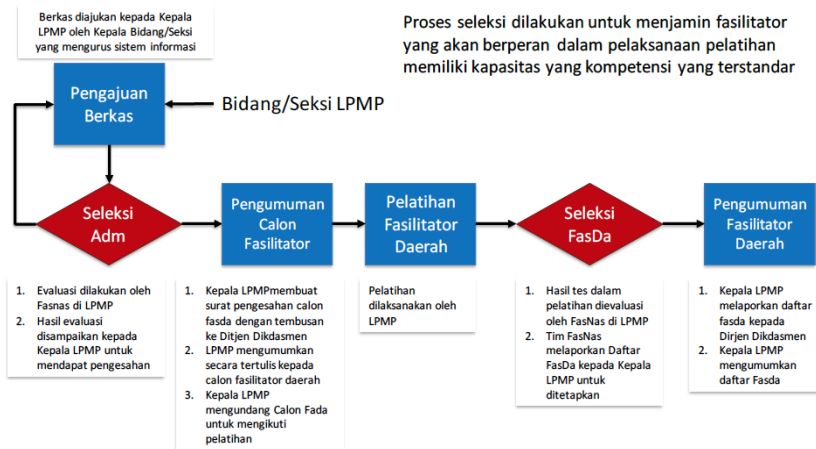 Berkas diajukan kepada Kepala
LPMP oleh Kepala Bidang/Seksi
yang mengurus sistem informasi
Proses seleksi dilakukan untuk menjamin fasilitator
yang akan berperan dalam pelaksanaan pelatihan
memiliki kapasitas yang kompetensi yang terstandar
Pengajuan
Berkas
Bidang/Seksi LPMP
Seleksi
Adm
Pengumuman
Calon
Fasilitator
Pelatihan
Fasilitator
Daerah
Seleksi
FasDa
Pengumuman
Fasilitator
Daerah
1. Evaluasi dilakukan oleh
Fasnas di LPMP
2. Hasil evaluasi
disampaikan kepada
Kepala LPMP untuk
mendapat pengesahan
1. Kepala LPMPmembuat
surat pengesahan calon
fasda dengan tembusan
ke Ditjen Dikdasmen
2. LPMP mengumumkan
secara tertulis kepada
calon fasilitator daerah
3. Kepala LPMP
mengundang Calon Fada
untuk mengikuti
pelatihan
Pelatihan
dilaksanakan oleh
LPMP
1. Hasil tes dalam
pelatihan dievaluasi
oleh FasNas di LPMP
2. Tim FasNas
melaporkan Daftar
FasDa kepada Kepala
LPMP untuk
ditetapkan
1. Kepala LPMP
melaporkan daftar
fasda kepada
Dirjen Dikdasmen
2. Kepala LPMP
mengumumkan
daftar Fasda